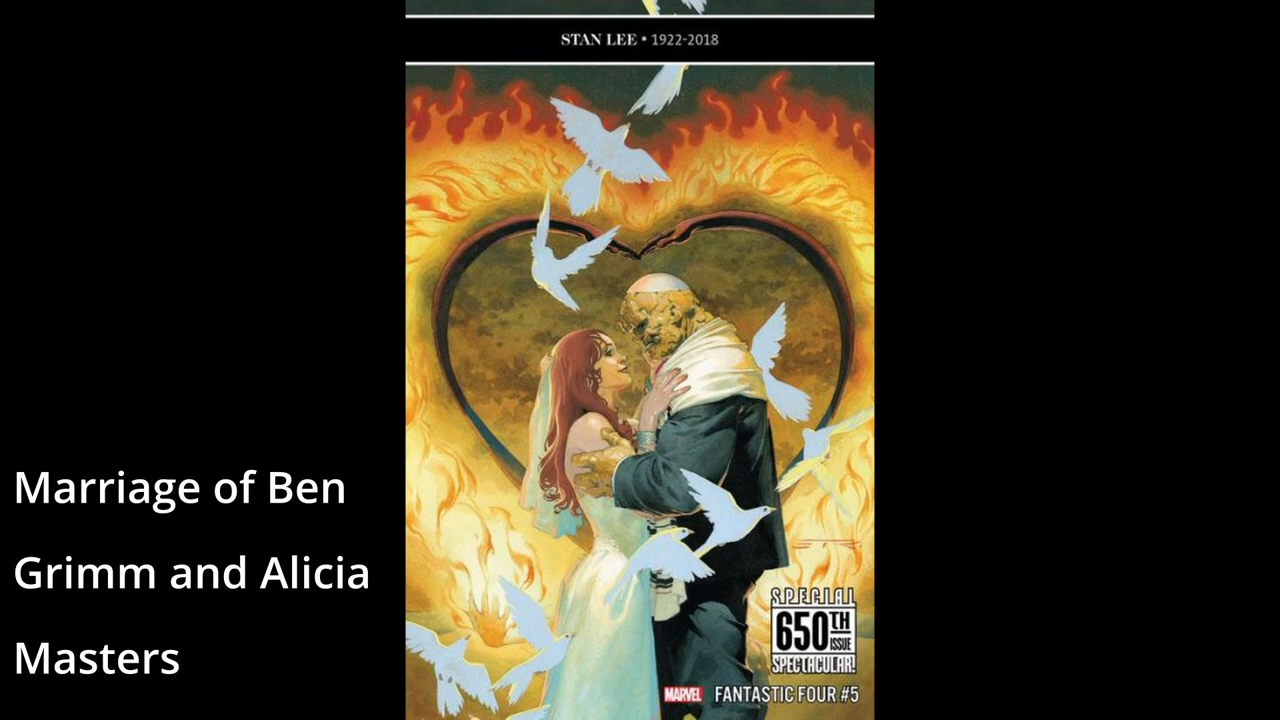 STAN LEE ▪ 1922-2018
Marriage of Ben
Grimm and Alicia
Masters
SPECIAL
650TH
ISSUE
SPECTACULAR!
MARVEL FANTASTIC FOUR #5